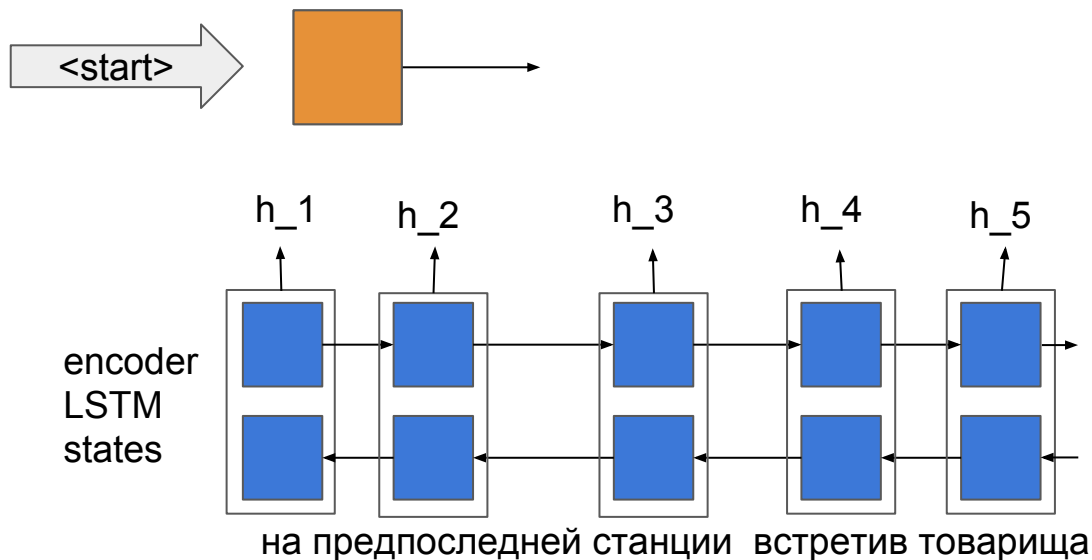 <start>
h_1 h_2 h_3 h_4 h_5
encoder
LSTM
states
на предпоследней станции встретив товарища